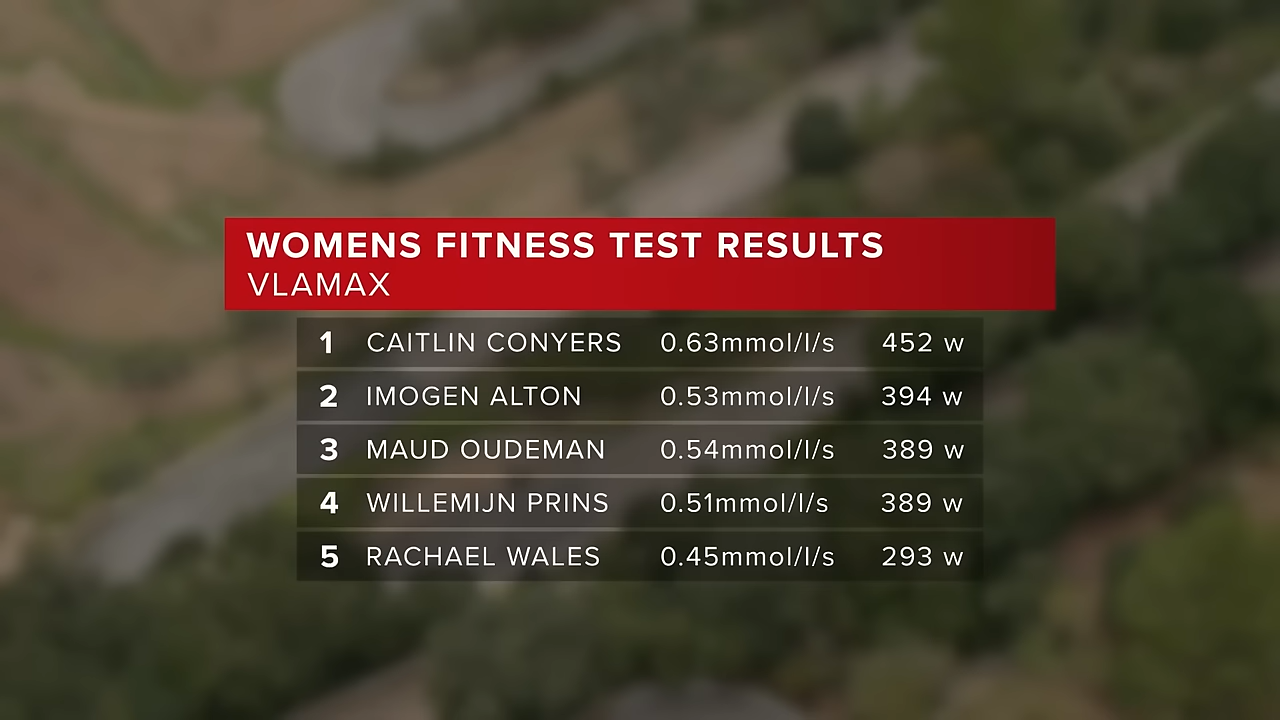 WOMENS FITNESS TEST RESULTS
VLAMAX
1 CAITLIN CONYERS 0.63mmol/l/s 452 w
2 IMOGEN ALTON 0.53mmol/l/s 394 w
3 MAUD OUDEMAN 0.54mmol/l/s 389 w
4 WILLEMIJN PRINS 0.51mmol/l/s 389 w
5 RACHAEL WALES 0.45mmol/l/s 293 w